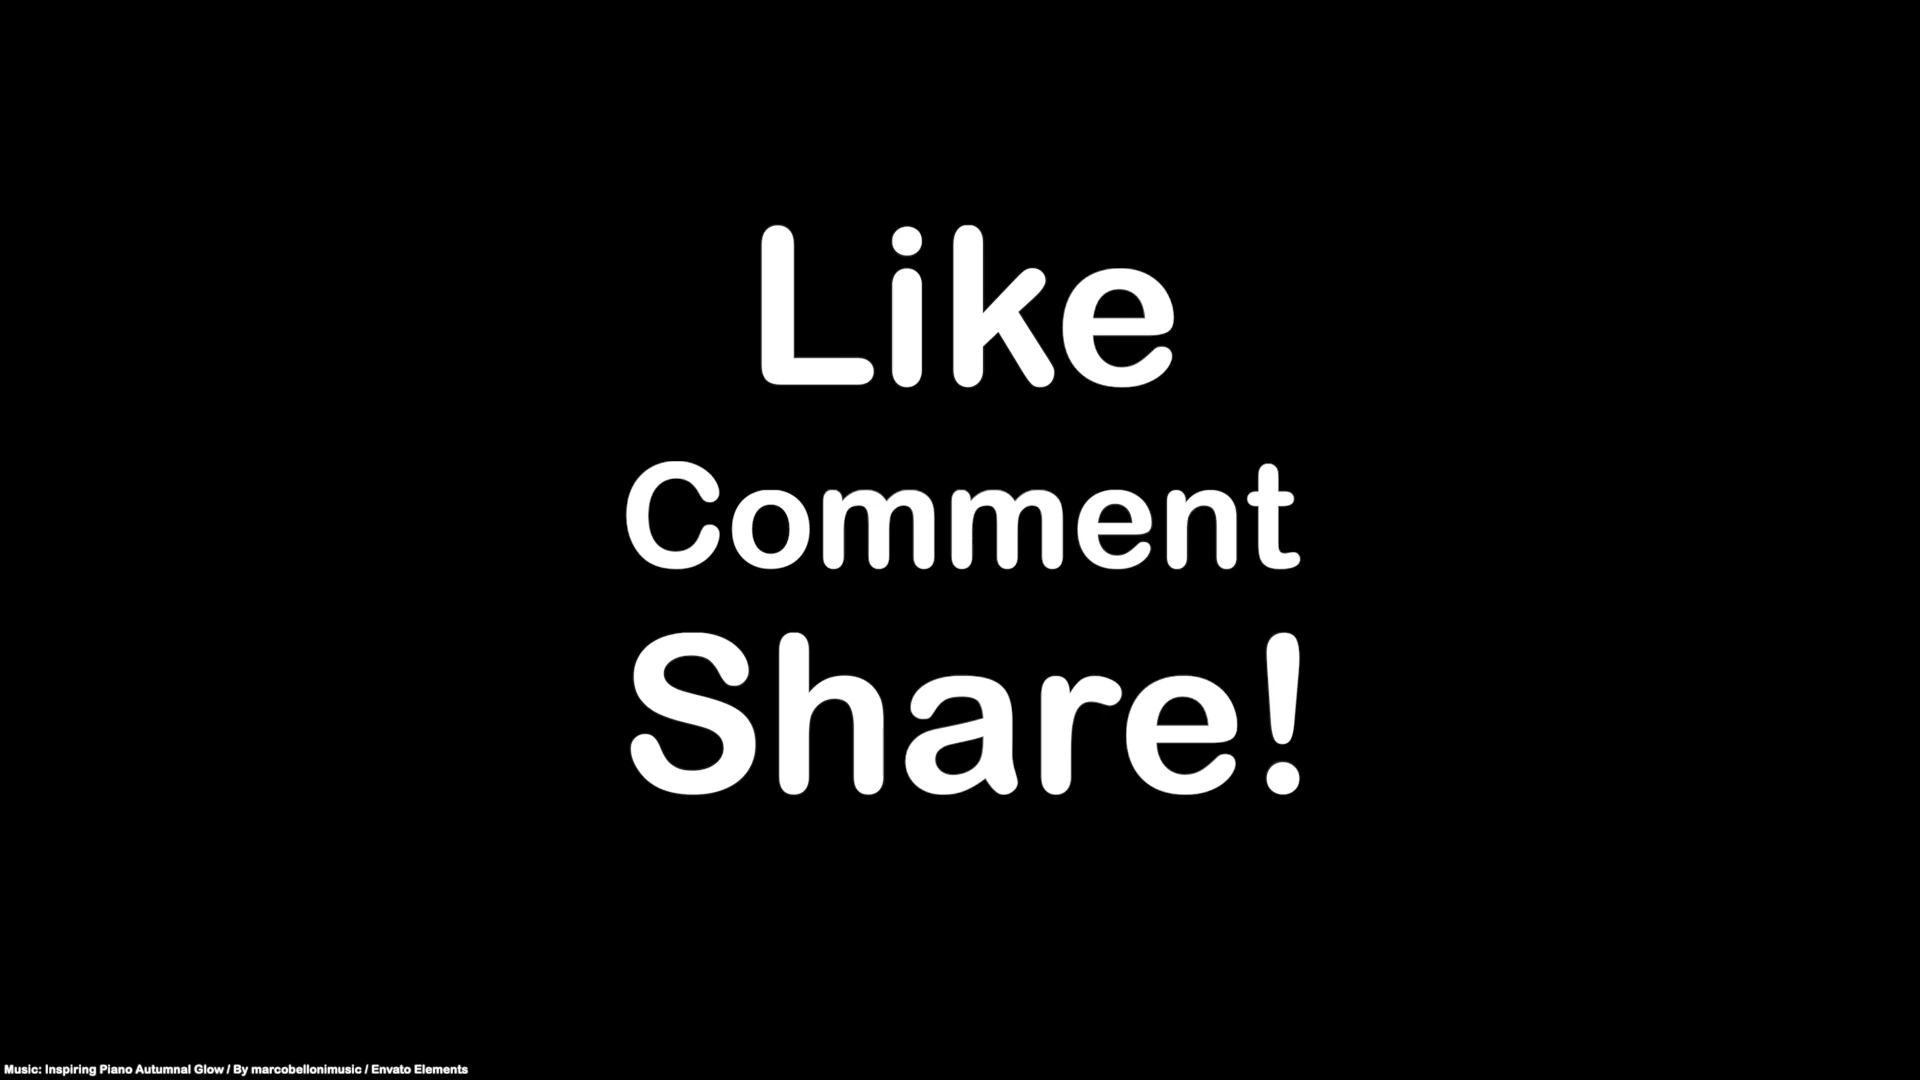 Like
Comment
Share!
Music: Inspiring Piano Autumnal Glow / By marcobellonimusic / Envato Elements